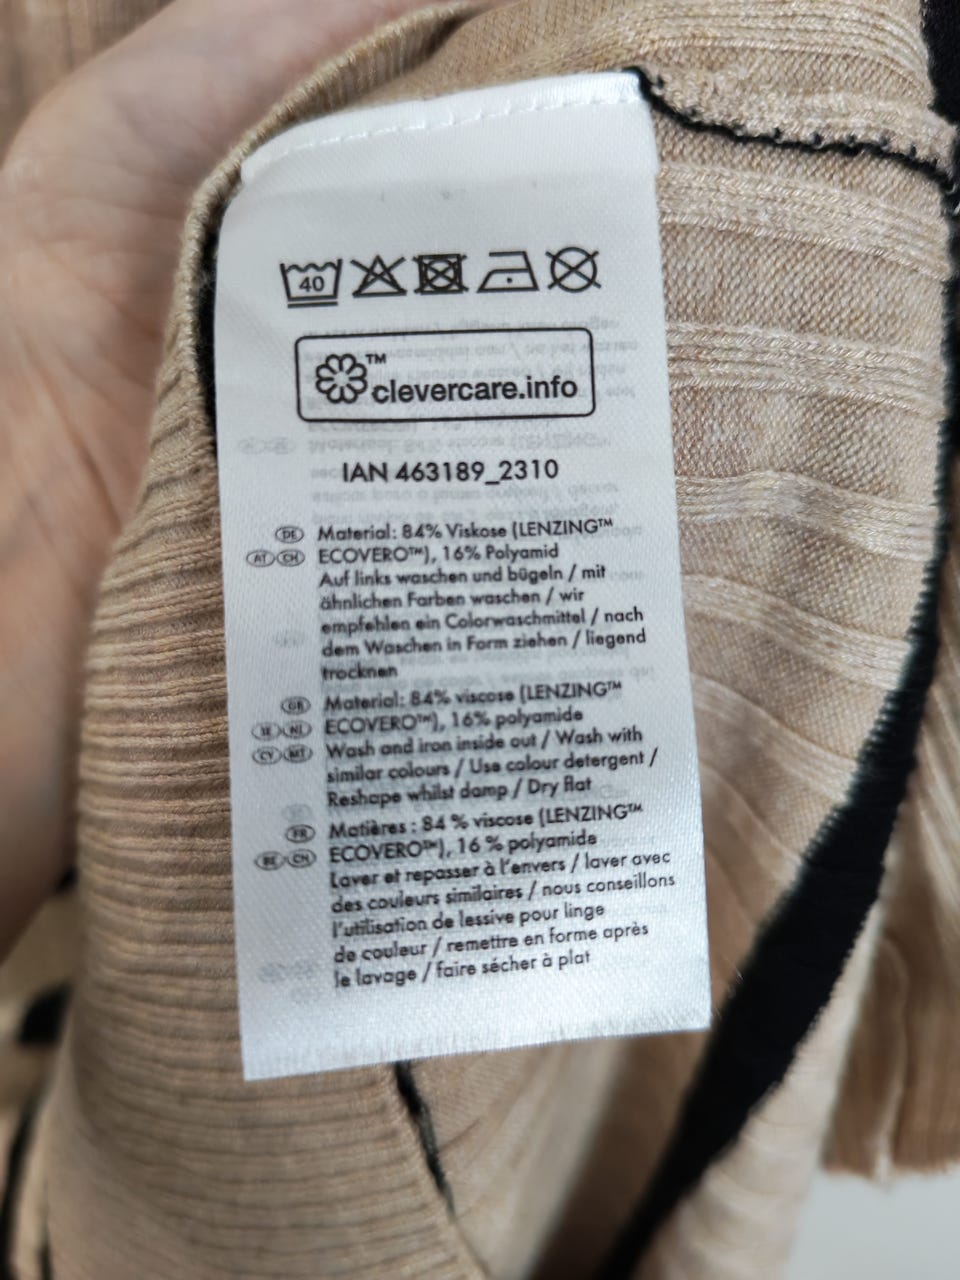 40
™
clevercare.info
IAN 463189_2310
DE Material: 84% Viskose (LENZING™
AT CH ECOVERO™), 16% Polyamid
Auf links waschen und bügeln / mit
ähnlichen Farben waschen / wir
empfehlen ein Colorwaschmittel / nach
dem Waschen in Form ziehen / liegend
trocknen
GB Material: 84% viscose (LENZING™
IE NI ECOVERO™), 16% polyamide
CY MT Wash and iron inside out / Wash with
similar colours / Use colour detergent /
Reshape whilst damp / Dry flat
FR Matières : 84 % viscose (LENZING™
BE CH ECOVERO™), 16 % polyamide
Laver et repasser à l'envers / laver avec
des couleurs similaires / nous conseillons
l'utilisation de lessive pour linge
de couleur / remettre en forme après
le lavage / faire sécher à plat